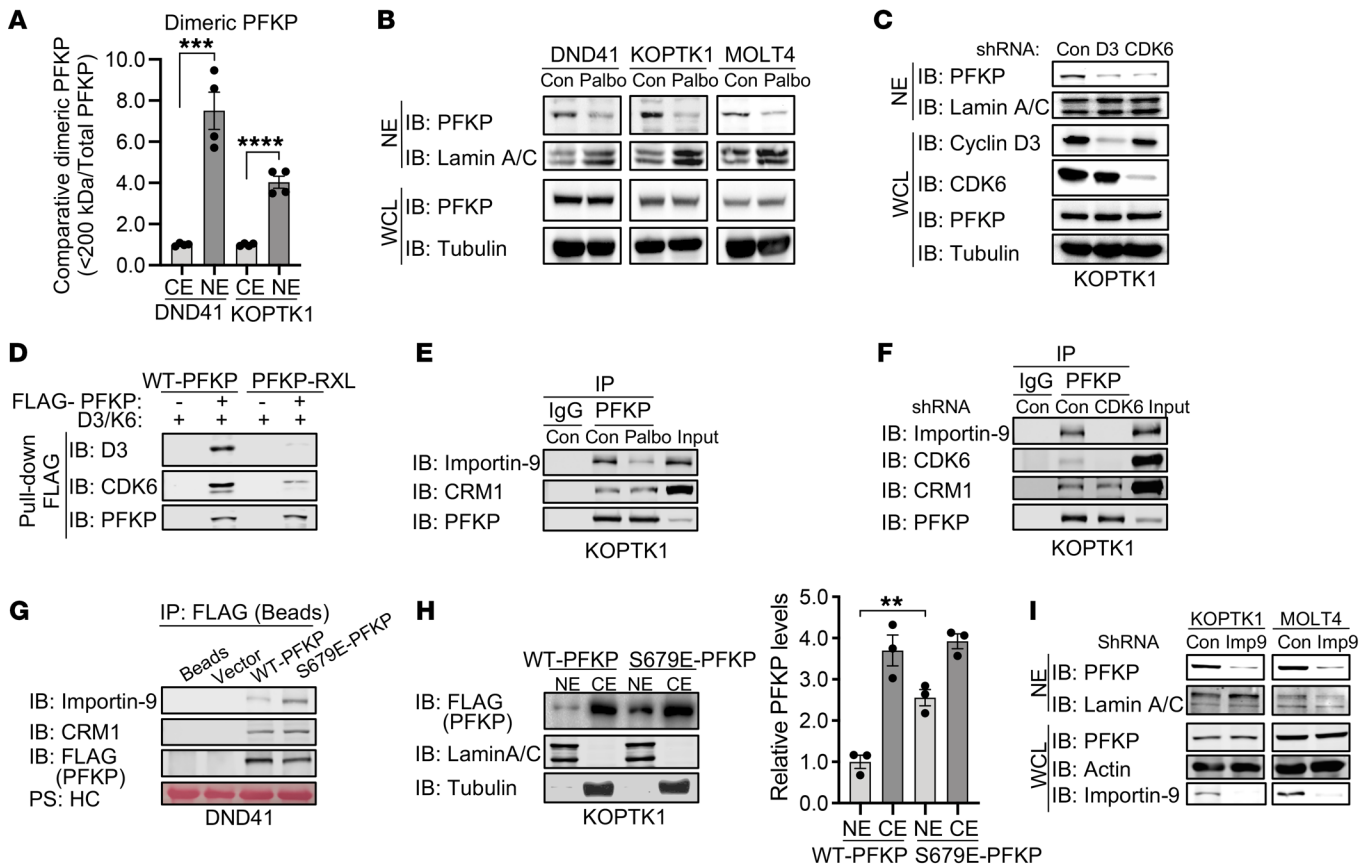 A
Dimeric PFKP
Comparative dimeric PFKP
(<200 kDa/Total PFKP)
10.0
8.0
6.0
4.0
2.0
0.0
***
****
CE NE CE NE
DND41 KOPTK1
B
DND41 KOPTK1 MOLT4
Con Palbo Con Palbo Con Palbo
NE
IB: PFKP
IB: Lamin A/C
WCL
IB: PFKP
IB: Tubulin
C
shRNA: Con D3 CDK6
NE
IB: PFKP
IB: Lamin A/C
WCL
IB: Cyclin D3
IB: CDK6
IB: PFKP
IB: Tubulin
KOPTK1
D
WT-PFKP PFKP-RXL
FLAG- PFKP: - + - +
D3/K6: + + + +
Pull-down
FLAG
IB: D3
IB: CDK6
IB: PFKP
E
IP
IgG PFKP
Con Con Palbo Input
IB: Importin-9
IB: CRM1
IB: PFKP
KOPTK1
F
IP
IgG PFKP
shRNA Con Con CDK6 Input
IB: Importin-9
IB: CDK6
IB: CRM1
IB: PFKP
KOPTK1
G
IP: FLAG (Beads)
Beads Vector WT-PFKP S679E-PFKP
IB: Importin-9
IB: CRM1
IB: FLAG
(PFKP)
PS: HC
DND41
H
WT-PFKP S679E-PFKP
NE CE NE CE
IB: FLAG
(PFKP)
IB: LaminA/C
IB: Tubulin
KOPTK1
Relative PFKP levels
5.0
4.0
3.0
2.0
1.0
0.0
**
NE CE NE CE
WT-PFKP S679E-PFKP
I
KOPTK1 MOLT4
ShRNA Con Imp9 Con Imp9
NE
IB: PFKP
IB: Lamin A/C
WCL
IB: PFKP
IB: Actin
IB: Importin-9